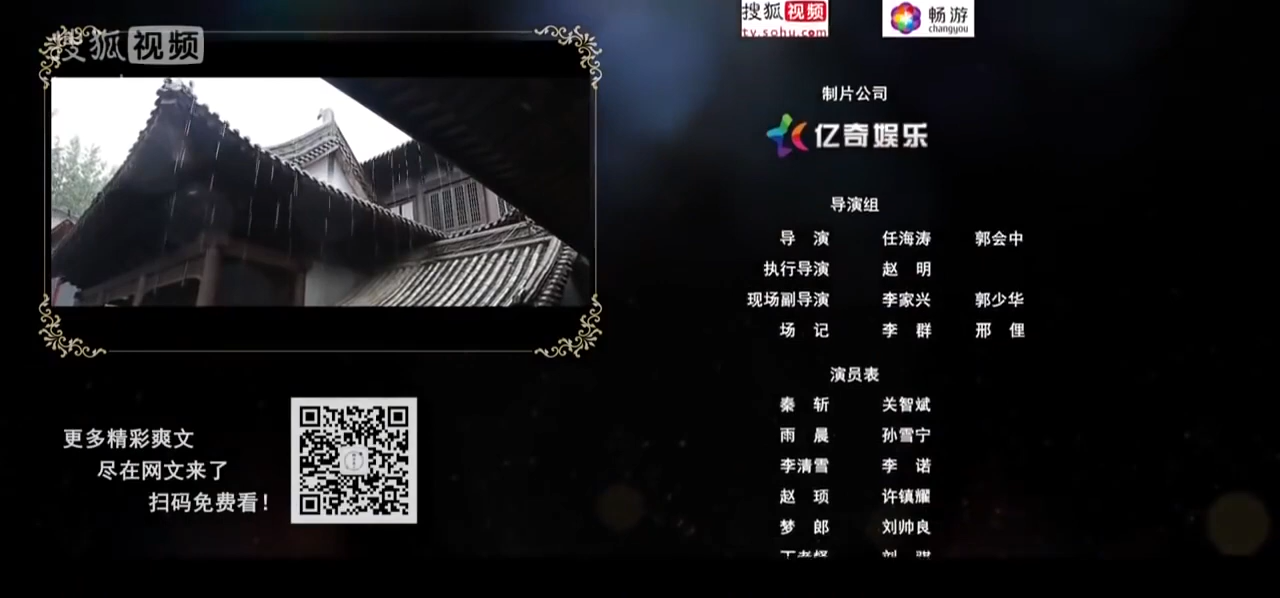 搜狐视频
更多精彩爽文
尽在网文来了
扫码免费看!
搜狐视频
tv.sohu.com
畅游
changyou
制片公司
亿奇娱乐
导演组
导 演 任海涛 郭会中
执行导演 赵 明
现场副导演 李家兴 郭少华
场 记 李 群 邢 俚
演员表
秦 斩 关智斌
雨 晨 孙雪宁
李清雪 李 诺
赵 顼 许镇耀
梦 郎 刘帅良